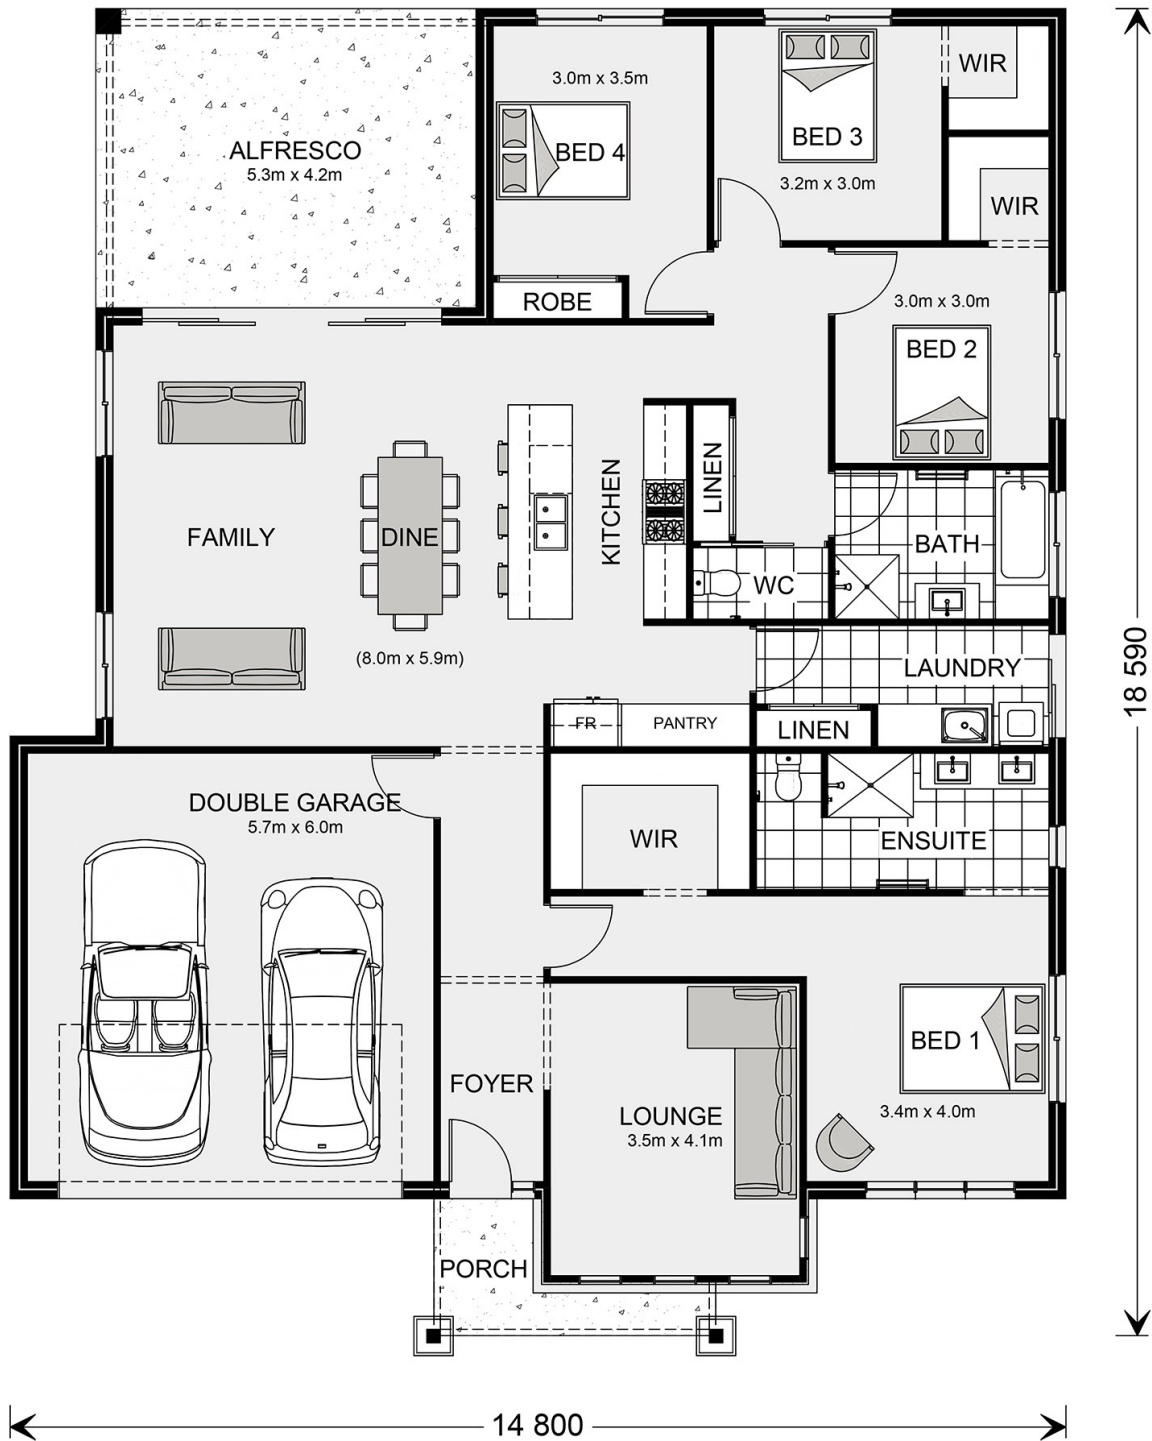 WIR
3.0m x 3.5m
BED 3
ALFRESCO
5.3m x 4.2m
BED 4
3.2m x 3.0m
WIR
ROBE
3.0m x 3.0m
BED 2
LINEN
KITCHEN
FAMILY
DINE
BATH
WC
(8.0m x 5.9m)
LAUNDRY
18 590
FR
PANTRY
LINEN
DOUBLE GARAGE
5.7m x 6.0m
WIR
ENSUITE
BED 1
FOYER
LOUNGE
3.5m x 4.1m
3.4m x 4.0m
PORCH
14 800